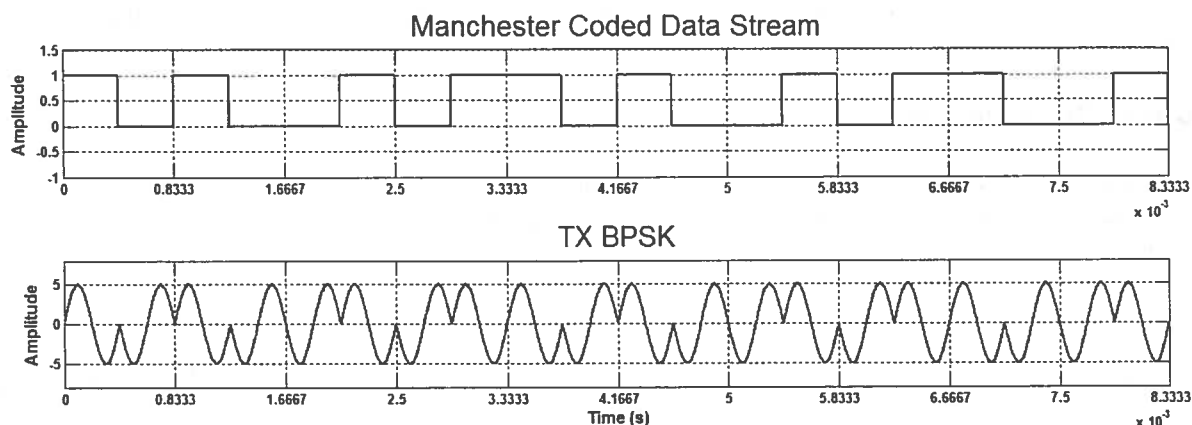 Manchester Coded Data Stream
1.5
1
0.5
0
-0.5
-1
Amplitude
0 0.8333 1.6667 2.5 3.3333 4.1667 5 5.8333 6.6667 7.5 8.3333
x 10-3
TX BPSK
5
0
-5
Amplitude
0 0.8333 1.6667 2.5 3.3333 4.1667 5 5.8333 6.6667 7.5 8.3333
Time (s)
x 10-3